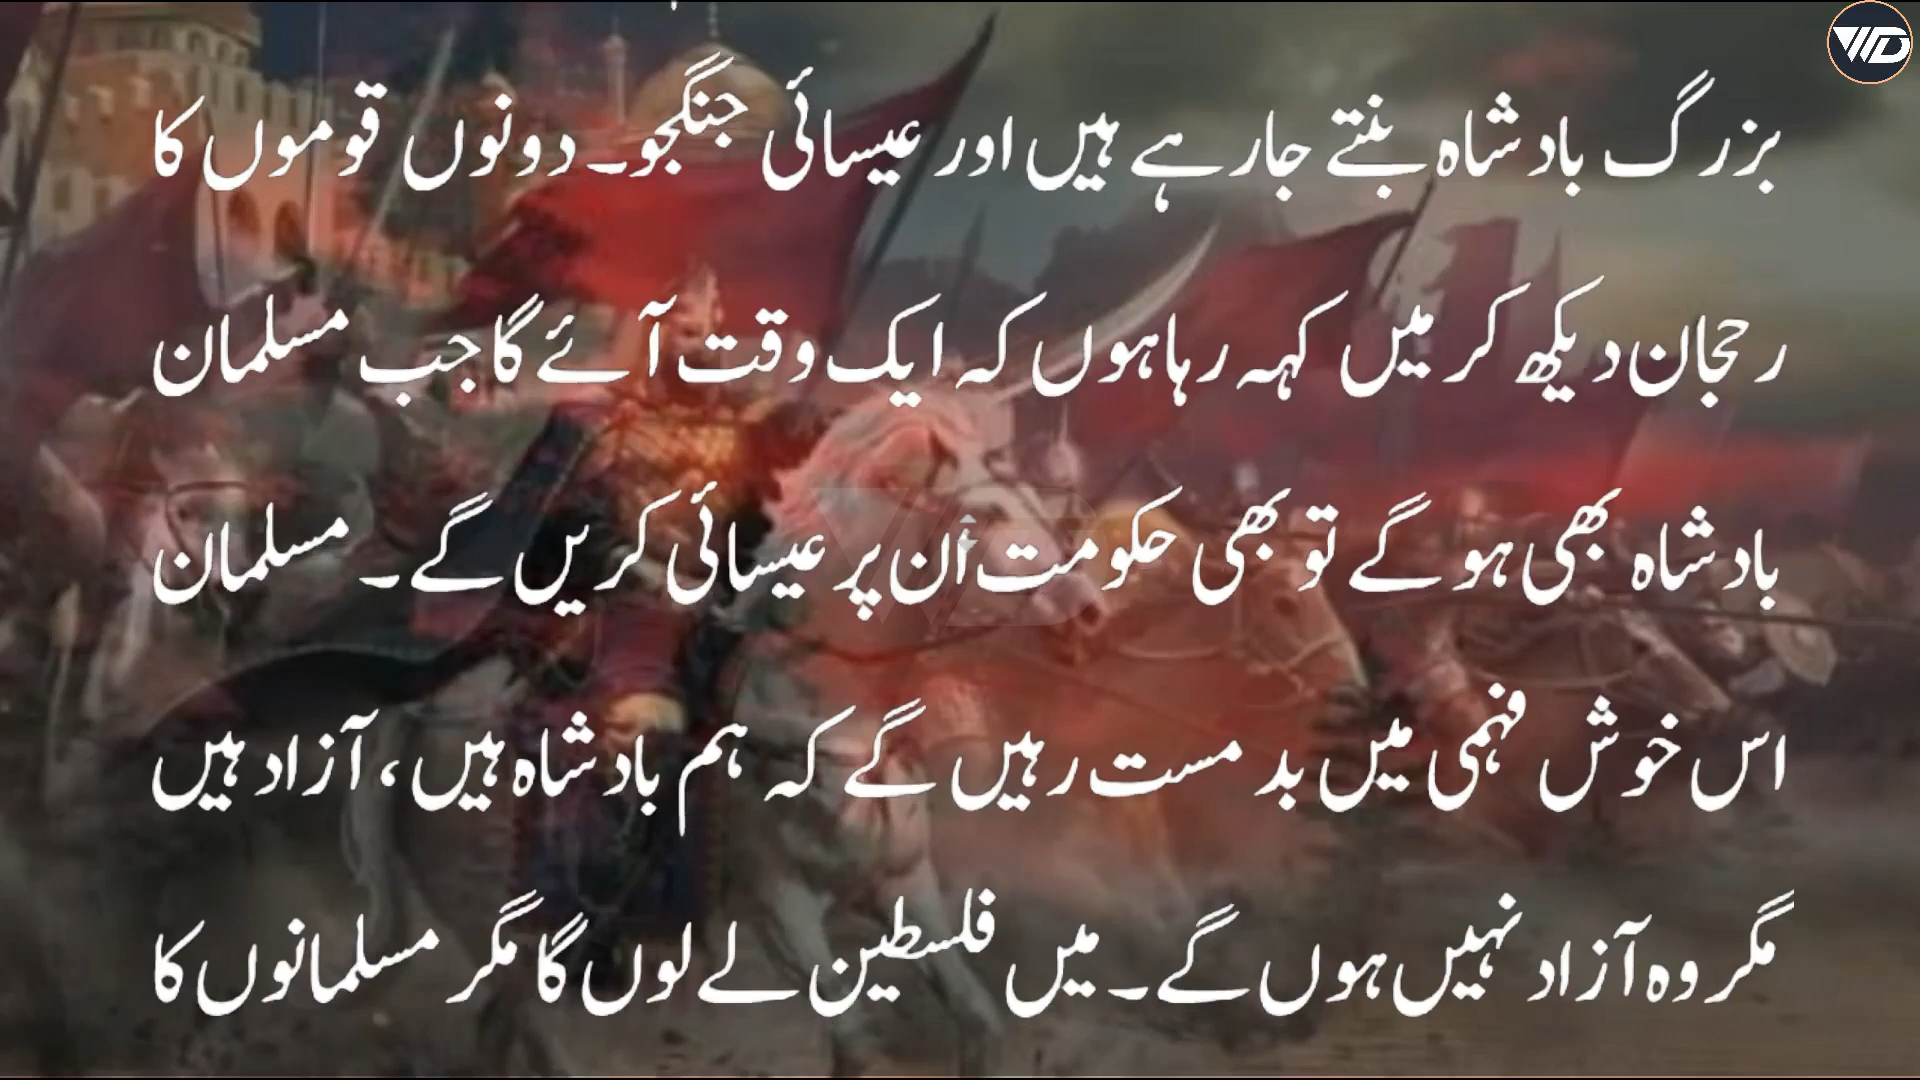 بزرگ بادشاہ بنتے جارہے ہیں اور عیسائی جنگجو۔ دونوں قوموں کا
رحجان دیکھ کر میں کہہ رہا ہوں کہ ایک وقت آئے گا جب مسلمان
بادشاہ بھی ہو گے تو بھی حکومت اُن پر عیسائی کریں گے۔ مسلمان
اس خوش فہمی میں بد مست رہیں گے کہ ہم بادشاہ ہیں، آزاد ہیں
مگر وہ آزاد نہیں ہوں گے۔ میں فلسطین لے لوں گا مگر مسلمانوں کا